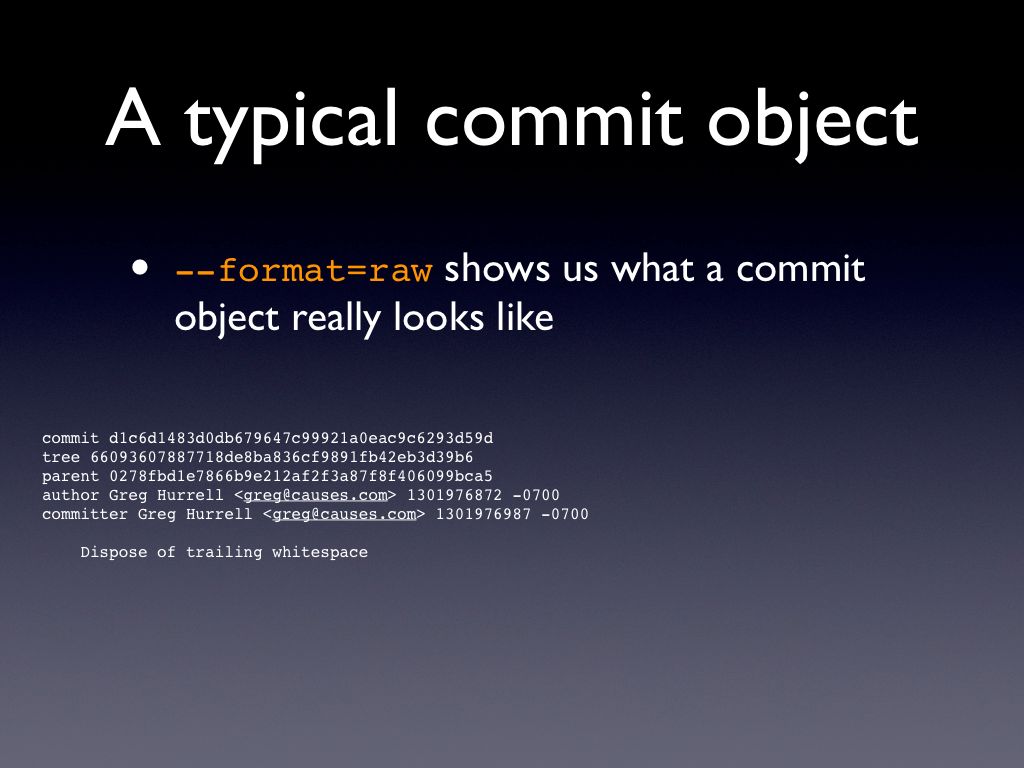 A typical commit object
• --format=raw shows us what a commit
object really looks like
commit d1c6d1483d0db679647c99921a0eac9c6293d59d
tree 66093607887718de8ba836cf9891fb42eb3d39b6
parent 0278fbd1e7866b9e212af2f3a87f8f406099bca5
author Greg Hurrell <greg@causes.com> 1301976872 -0700
committer Greg Hurrell <greg@causes.com> 1301976987 -0700
Dispose of trailing whitespace